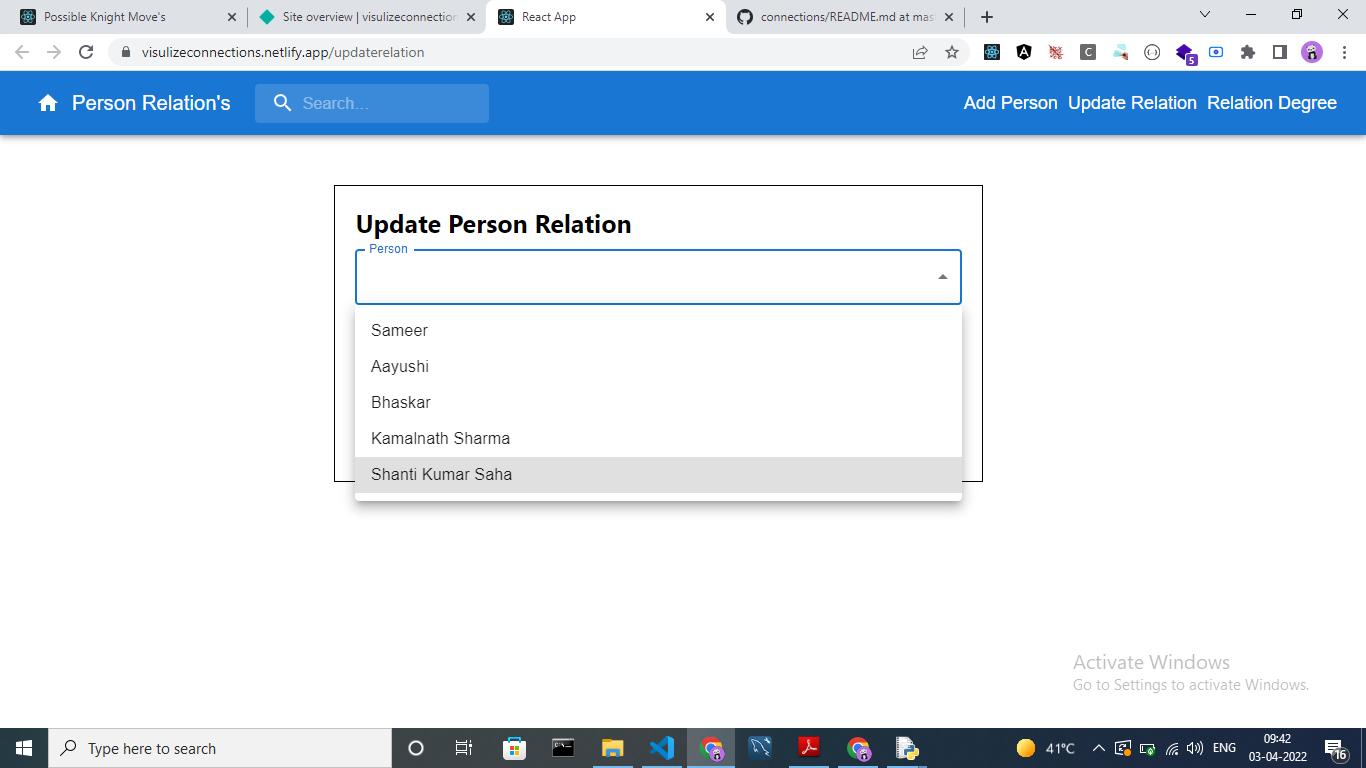 Possible Knight Move's
Site overview | visulizeconnection
React App
connections/README.md at mas
visulizeconnections.netlify.app/updaterelation
5
Person Relation's
Search...
Add Person Update Relation Relation Degree
Update Person Relation
Person
Sameer
Aayushi
Bhaskar
Kamalnath Sharma
Shanti Kumar Saha
Activate Windows
Go to Settings to activate Windows.
Type here to search
41°C
ENG
09:42
03-04-2022
16